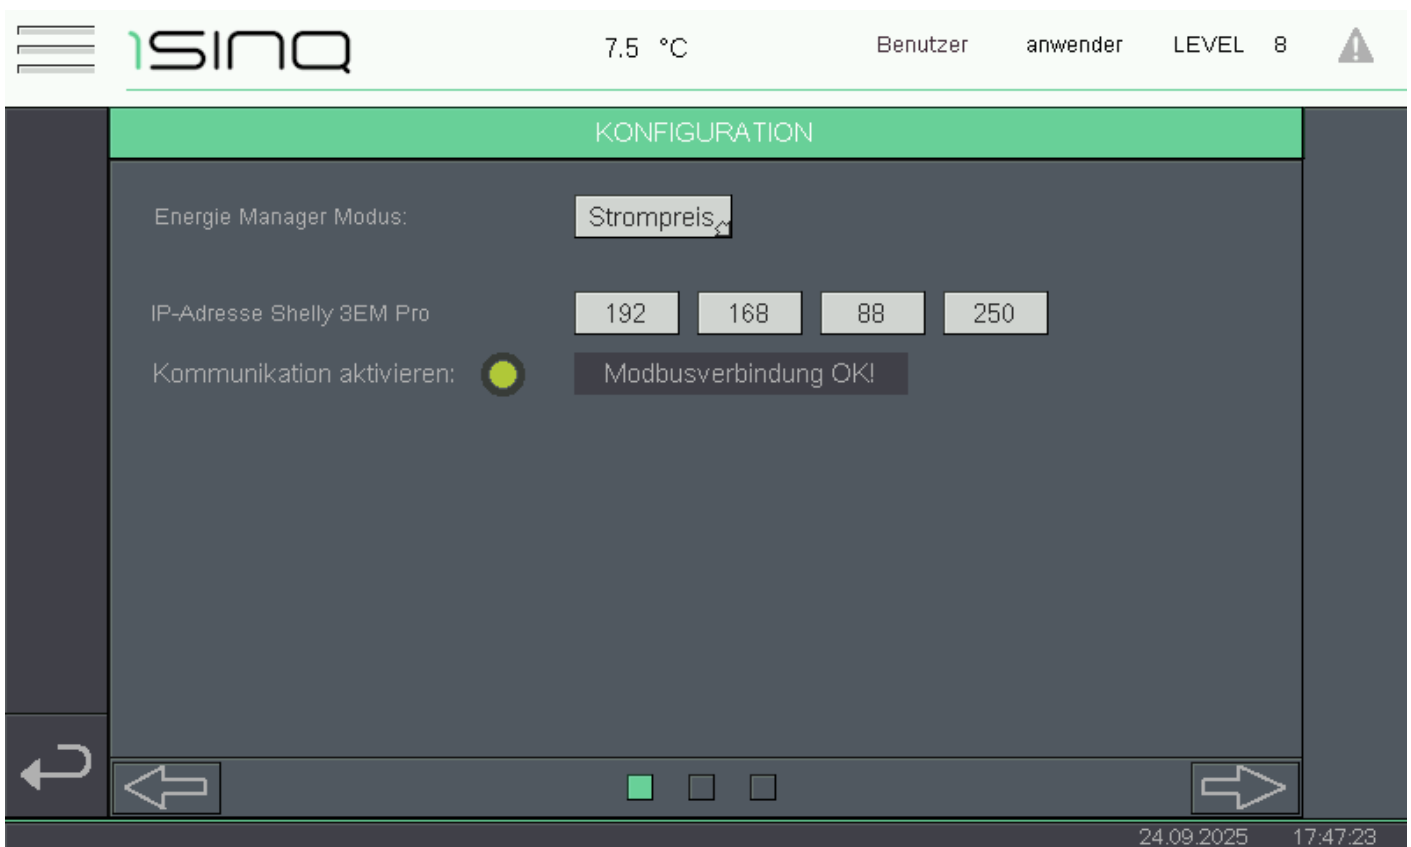 isinq 7.5 °C Benutzer anwender LEVEL 8
KONFIGURATION
Energie Manager Modus: Strompreis
IP-Adresse Shelly 3EM Pro 192 168 88 250
Kommunikation aktivieren: Modbusverbindung OK!
24.09.2025 17:47:23